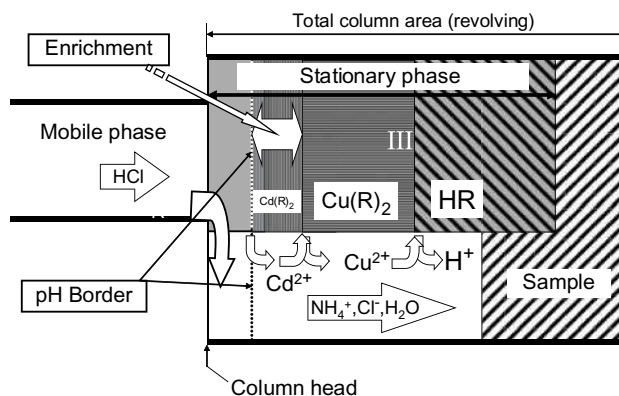 Total column area (revolving)
Enrichment
Stationary phase
Mobile phase
III
HCl
Cd(R)₂
Cu(R)₂
HR
Cd²⁺
Cu²⁺
H⁺
pH Border
Sample
NH₄⁺,Cl⁻,H₂O
Column head